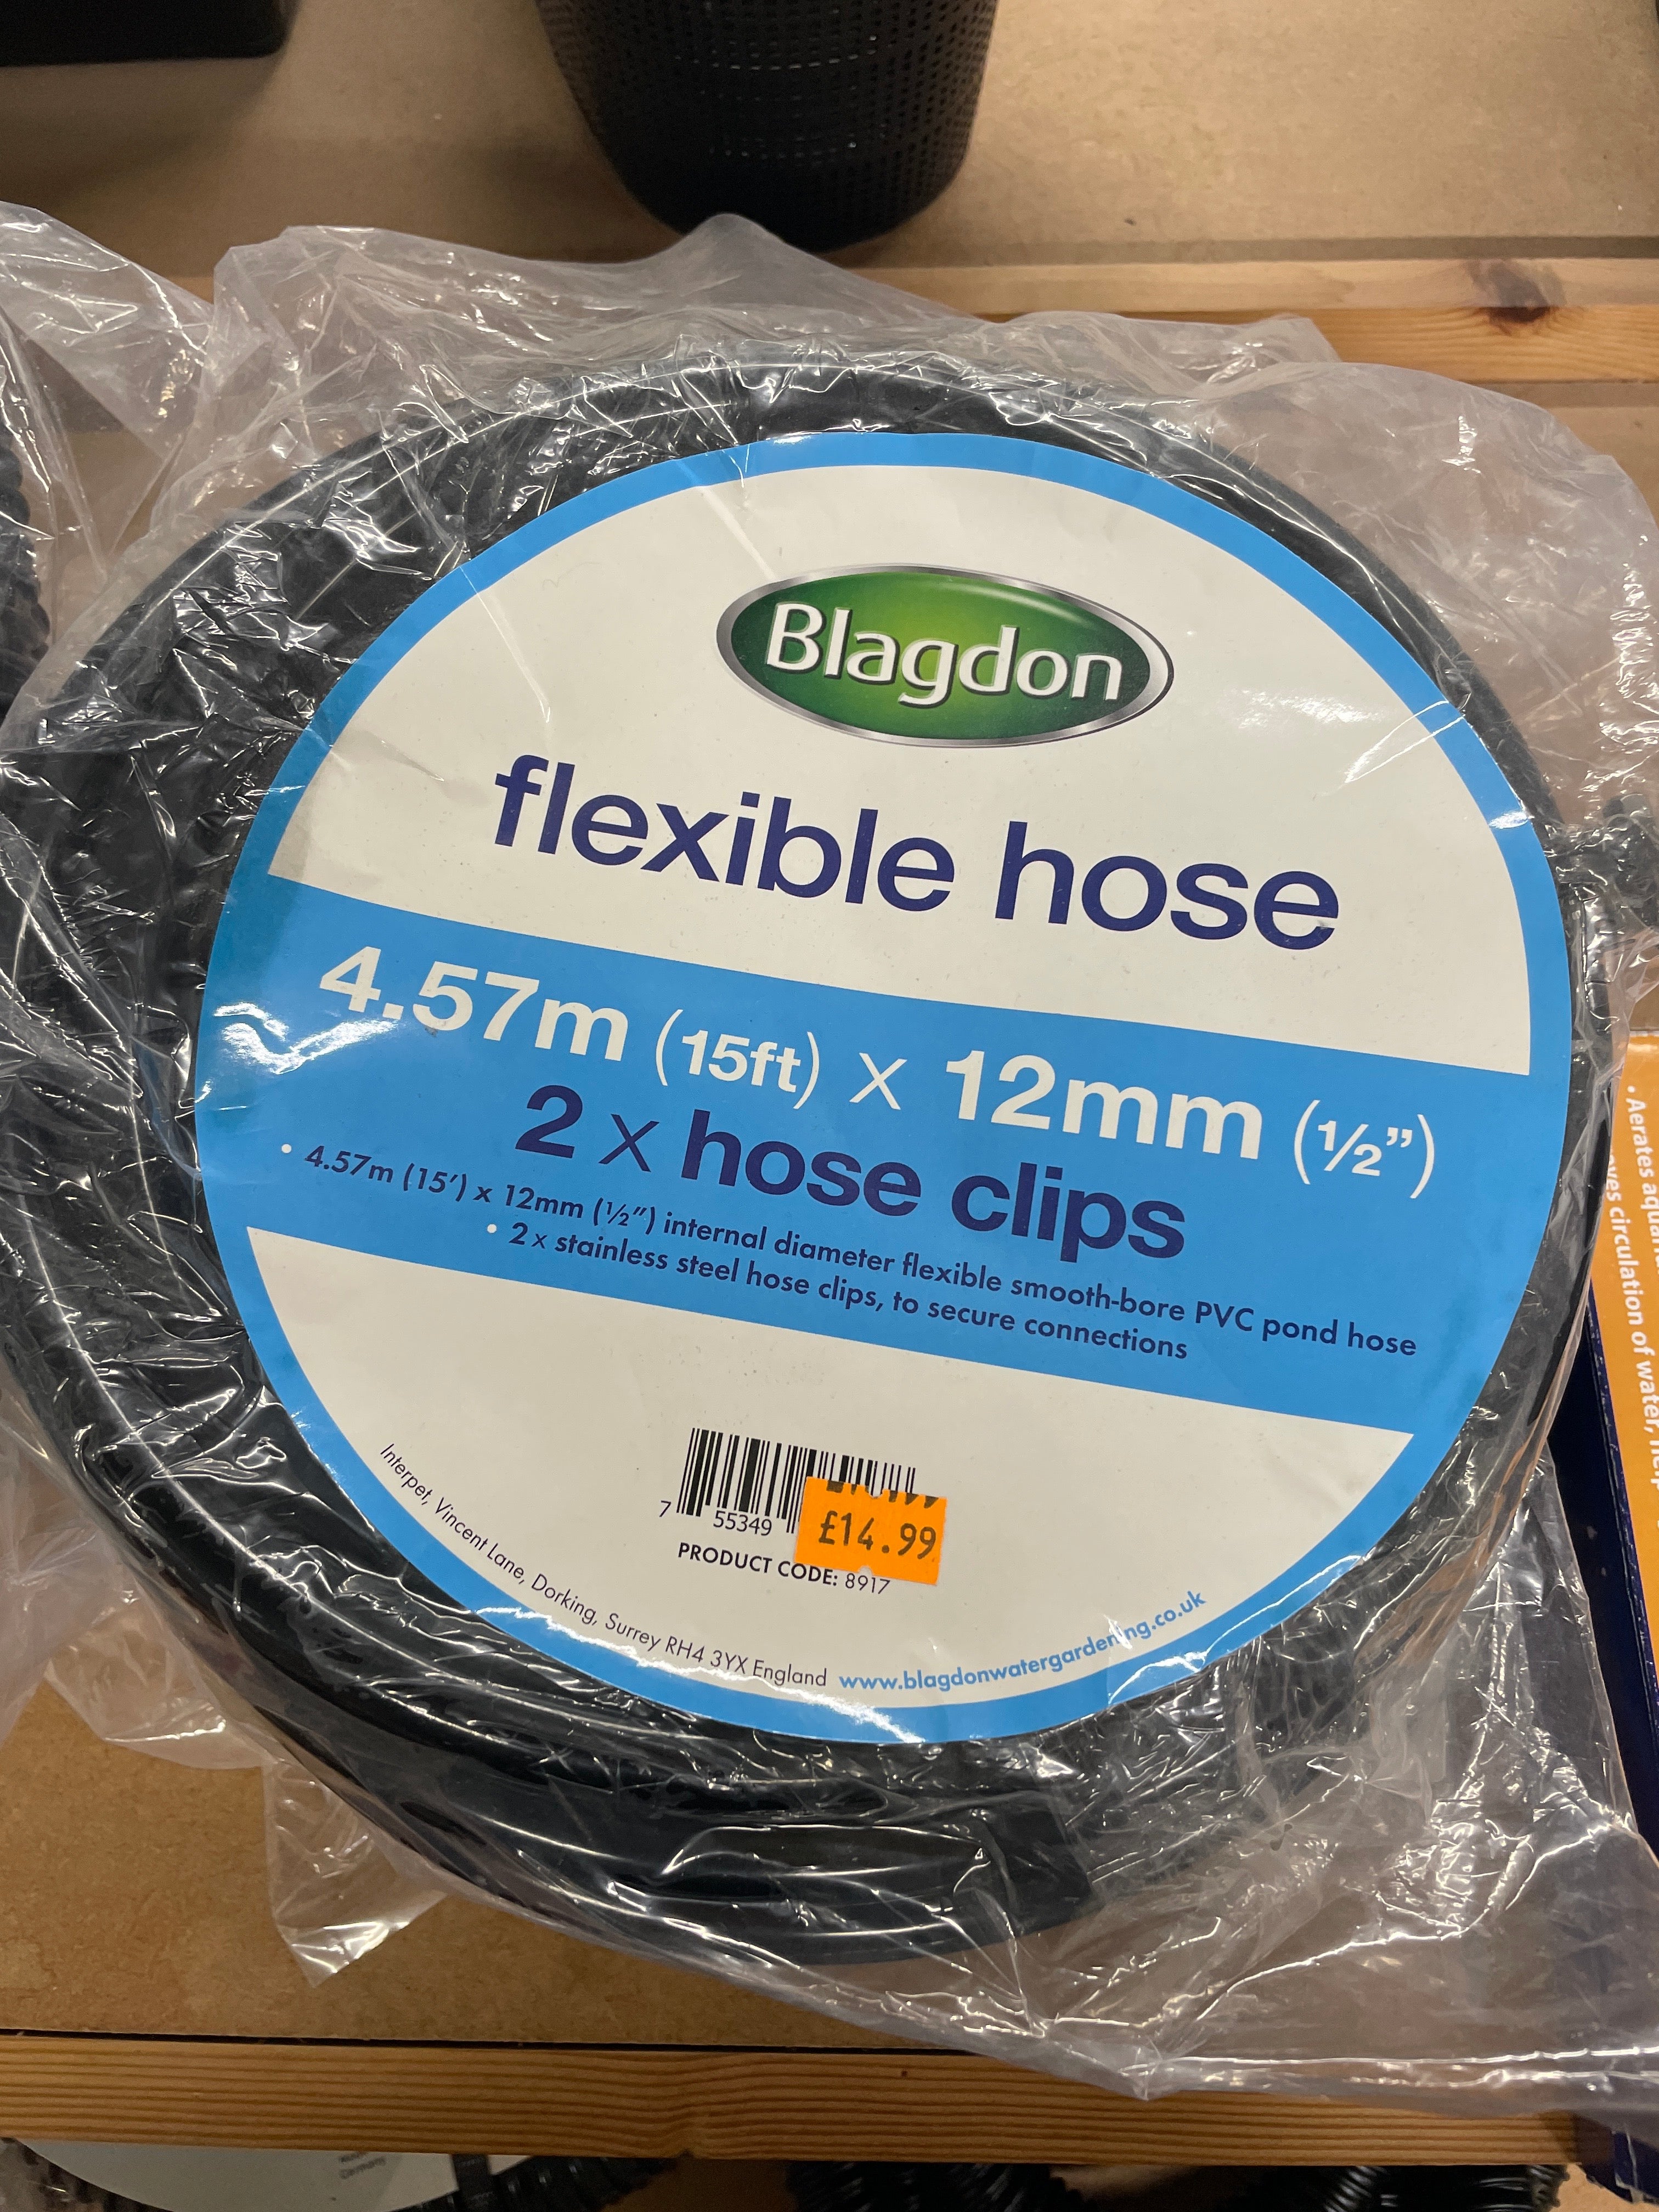 Blagdon
flexible hose
4.57m (15ft) x 12mm (½”)
2 x hose clips
• 4.57m (15′) x 12mm (½″) internal diameter flexible smooth-bore PVC pond hose
• 2 x stainless steel hose clips, to secure connections
7 55349
£14.99
PRODUCT CODE: 8917
Interpet, Vincent Lane, Dorking, Surrey RH4 3YX England www.blagdonwatergardening.co.uk
• Aerates
circulation of water,
Germany